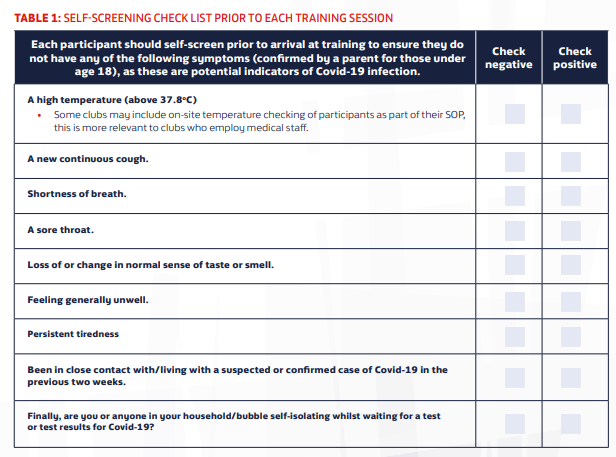 TABLE 1: SELF-SCREENING CHECK LIST PRIOR TO EACH TRAINING SESSION
Each participant should self-screen prior to arrival at training to ensure they do
not have any of the following symptoms (confirmed by a parent for those under
age 18), as these are potential indicators of Covid-19 infection.
Check
negative
Check
positive
A high temperature (above 37.8ºC)
• Some clubs may include on-site temperature checking of participants as part of their SOP,
this is more relevant to clubs who employ medical staff.
A new continuous cough.
Shortness of breath.
A sore throat.
Loss of or change in normal sense of taste or smell.
Feeling generally unwell.
Persistent tiredness
Been in close contact with/living with a suspected or confirmed case of Covid-19 in the
previous two weeks.
Finally, are you or anyone in your household/bubble self-isolating whilst waiting for a test
or test results for Covid-19?